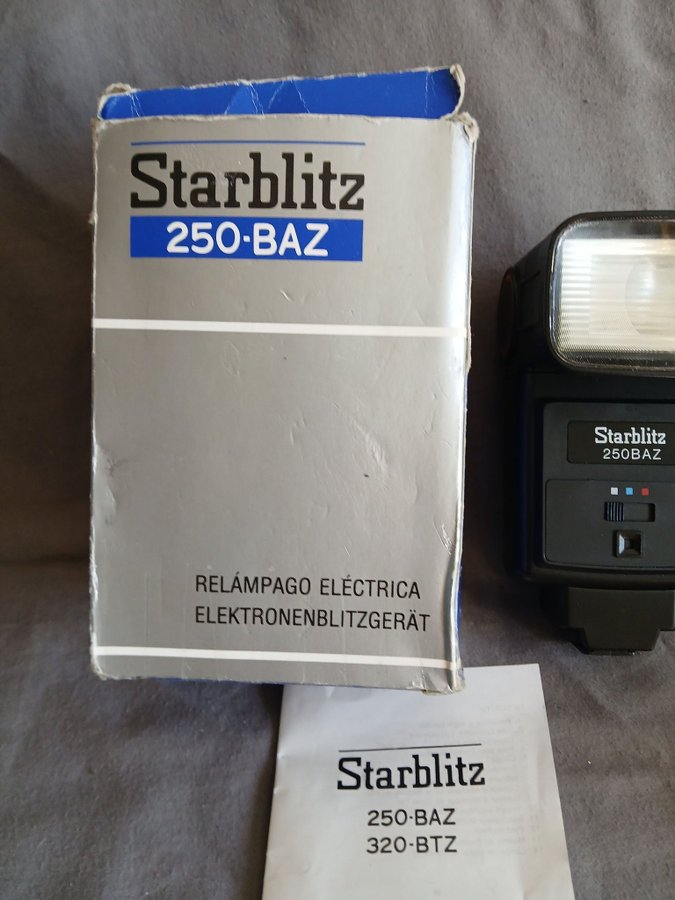 Starblitz
250-BAZ
RELÁMPAGO ELÉCTRICA
ELEKTRONENBLITZGERÄT
Starblitz
250BAZ
Starblitz
250-BAZ
320-BTZ